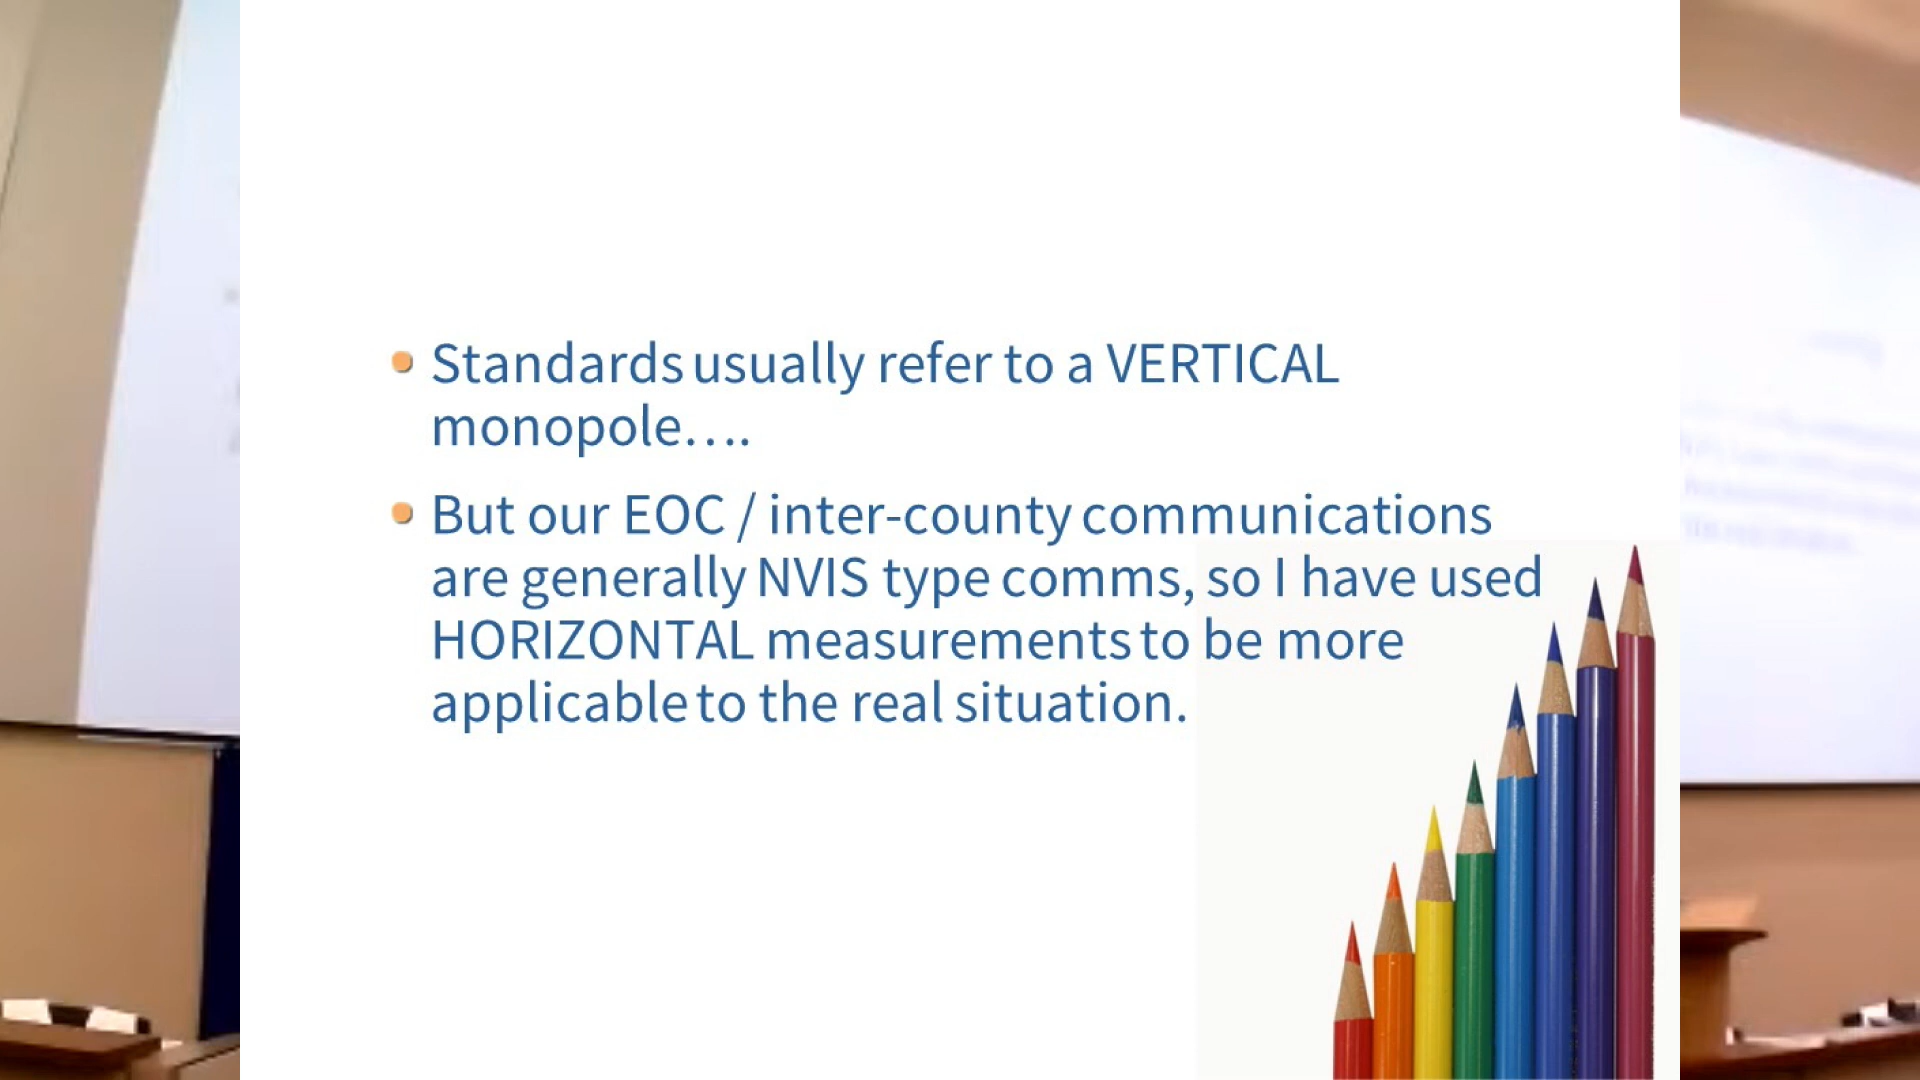 Standards usually refer to a VERTICAL
monopole….
But our EOC / inter-county communications
are generally NVIS type comms, so I have used
HORIZONTAL measurements to be more
applicable to the real situation.